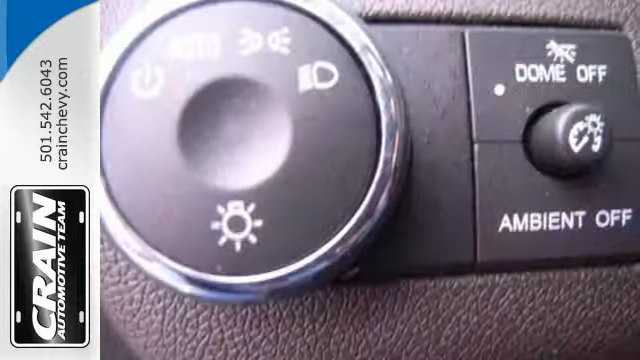 501.542.6043
crainchevy.com
CRAIN
AUTOMOTIVE TEAM
AUTO
DOME OFF
AMBIENT OFF